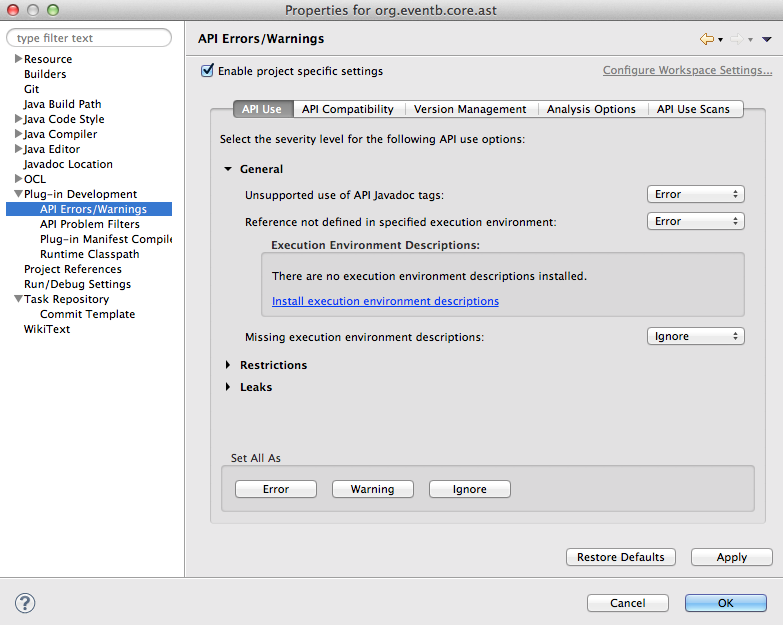 Properties for org.eventb.core.ast
type filter text
Resource
Builders
Git
Java Build Path
Java Code Style
Java Compiler
Java Editor
Javadoc Location
OCL
Plug-in Development
API Errors/Warnings
API Problem Filters
Plug-in Manifest Compile
Runtime Classpath
Project References
Run/Debug Settings
Task Repository
Commit Template
WikiText
API Errors/Warnings
Enable project specific settings
Configure Workspace Settings...
API Use API Compatibility Version Management Analysis Options API Use Scans
Select the severity level for the following API use options:
General
Unsupported use of API Javadoc tags: Error
Reference not defined in specified execution environment: Error
Execution Environment Descriptions:
There are no execution environment descriptions installed.
Install execution environment descriptions
Missing execution environment descriptions: Ignore
Restrictions
Leaks
Set All As
Error Warning Ignore
Restore Defaults Apply
? Cancel OK